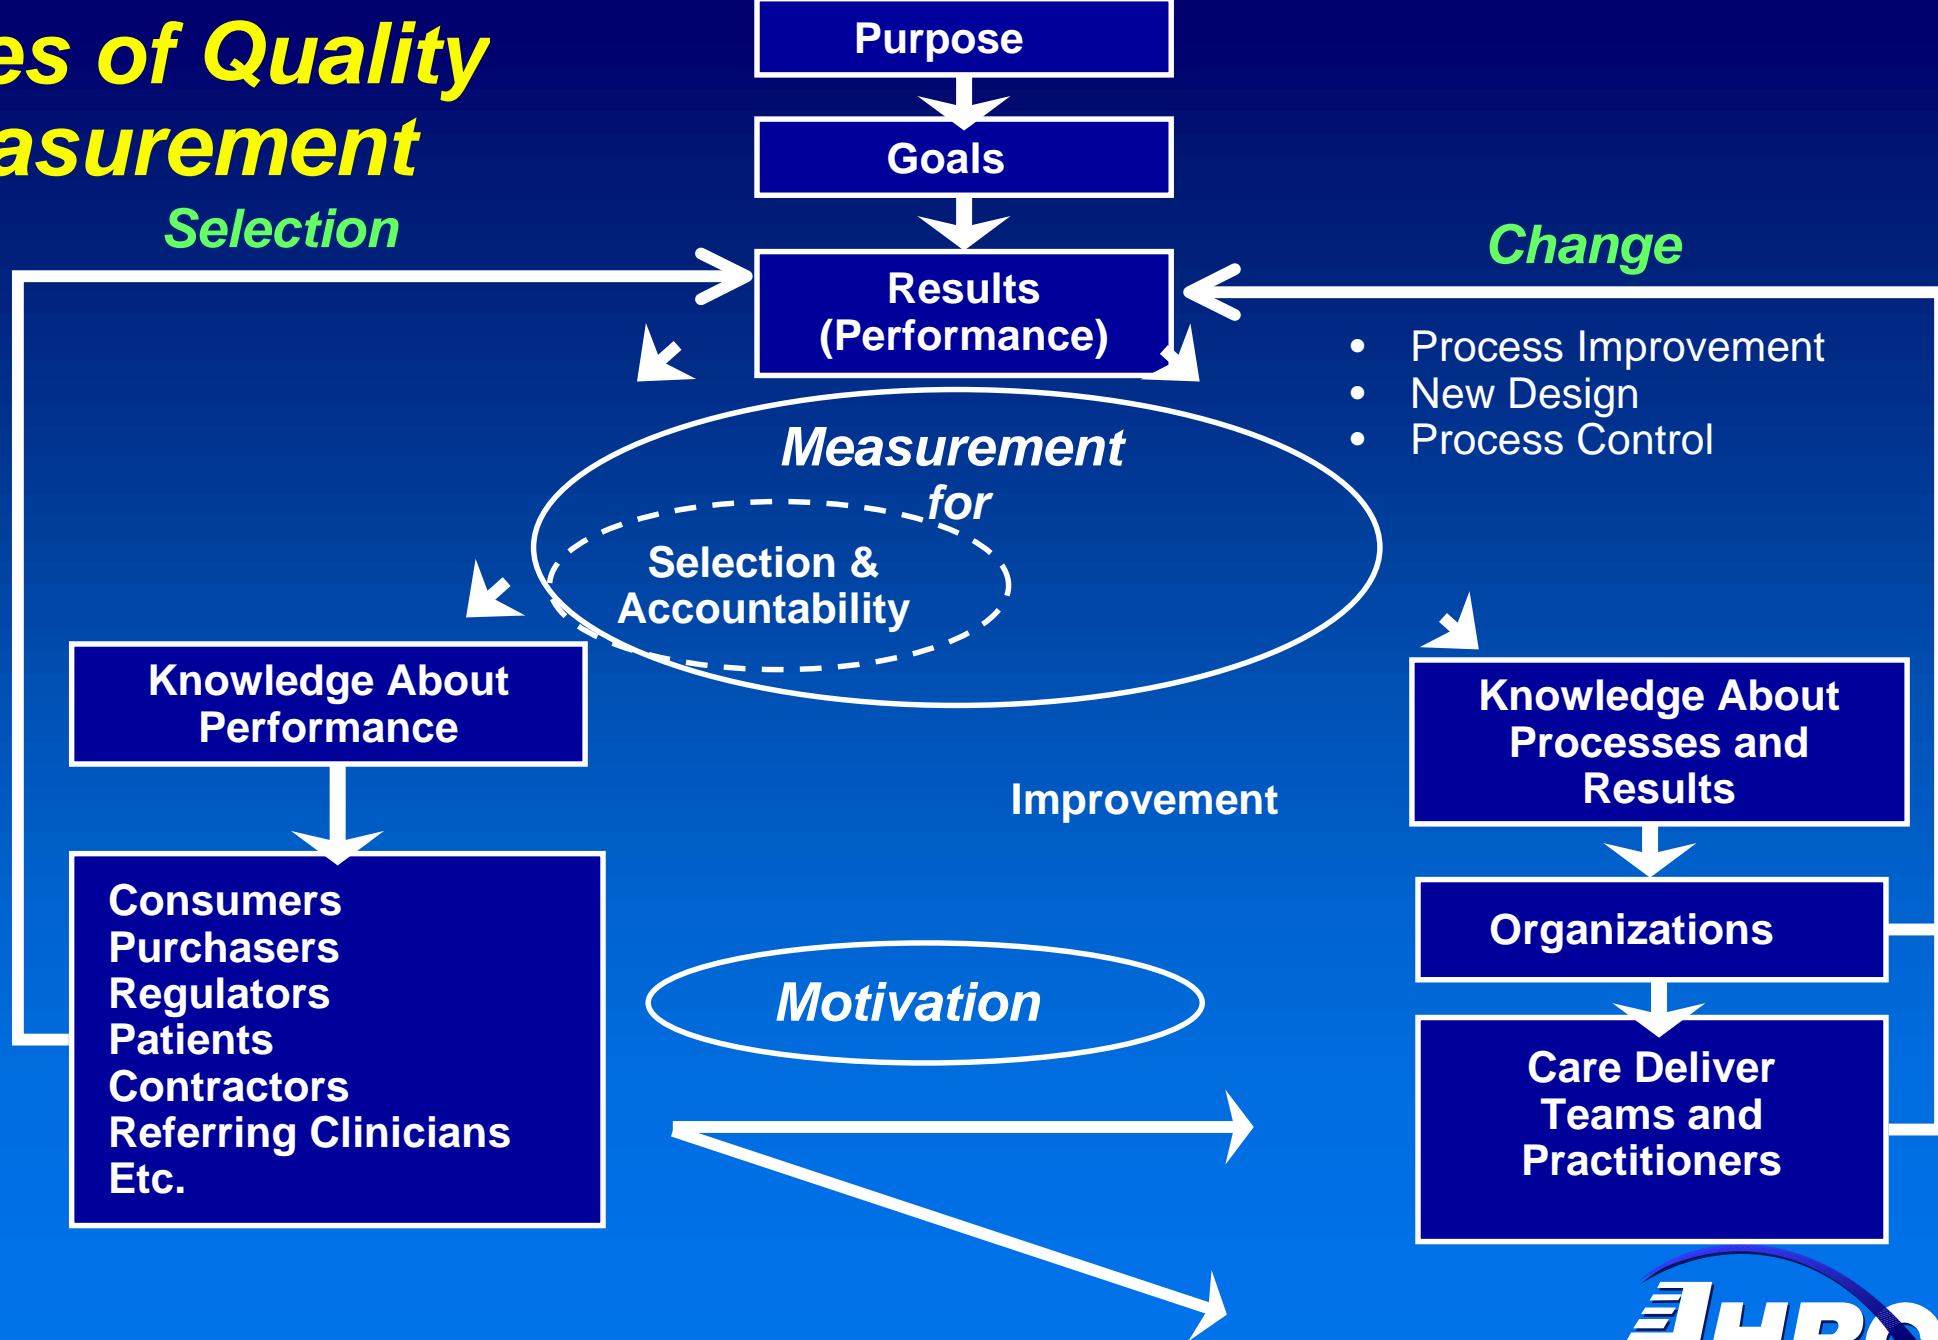 es of Quality
asurement
Purpose
Goals
Selection
Change
Results
(Performance)
• Process Improvement
• New Design
• Process Control
Measurement
for
Selection &
Accountability
Knowledge About
Performance
Knowledge About
Processes and
Results
Improvement
Consumers
Purchasers
Regulators
Patients
Contractors
Referring Clinicians
Etc.
Organizations
Motivation
Care Deliver
Teams and
Practitioners
AHRQ